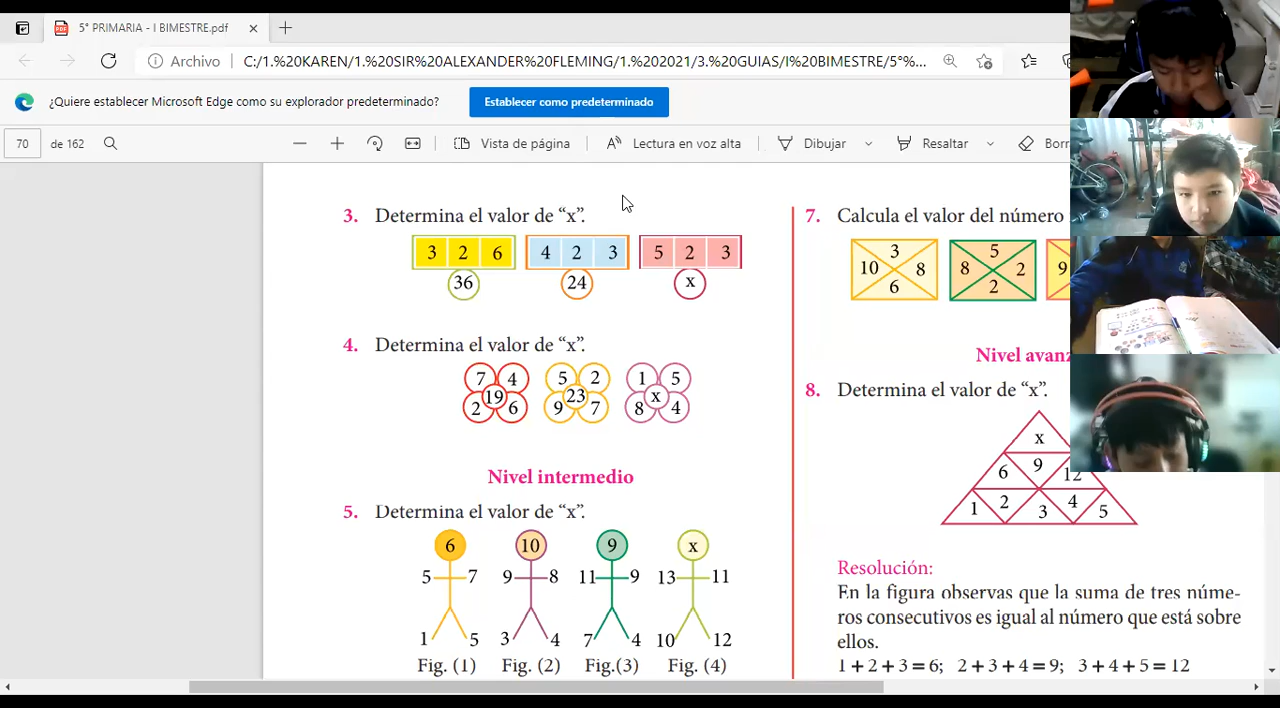 5° PRIMARIA - I BIMESTRE.pdf
Archivo C:/1.%20KAREN/1.%20SIR%20ALEXANDER%20FLEMING/1.%202021/3.%20GUIAS/I%20BIMESTRE/5°%...
¿Quiere establecer Microsoft Edge como su explorador predeterminado? Establecer como predeterminado
70 de 162 Vista de página Lectura en voz alta Dibujar Resaltar Borr
3. Determina el valor de “x”.
3 2 6 4 2 3 5 2 3
36 24 x
4. Determina el valor de “x”.
7 4 5 2 1 5
19 23 x
2 6 9 7 8 4
Nivel intermedio
5. Determina el valor de “x”.
6 10 9 x
5 7 9 8 11 9 13 11
1 5 3 4 7 4 10 12
Fig. (1) Fig. (2) Fig.(3) Fig. (4)
7. Calcula el valor del número
3 5
10 8 8 2 9
6 2
Nivel avanz
8. Determina el valor de “x”.
x
6 9 12
1 2 3 4 5
Resolución:
En la figura observas que la suma de tres núme-
ros consecutivos es igual al número que está sobre
ellos.
1 + 2 + 3 = 6; 2 + 3 + 4 = 9; 3 + 4 + 5 = 12